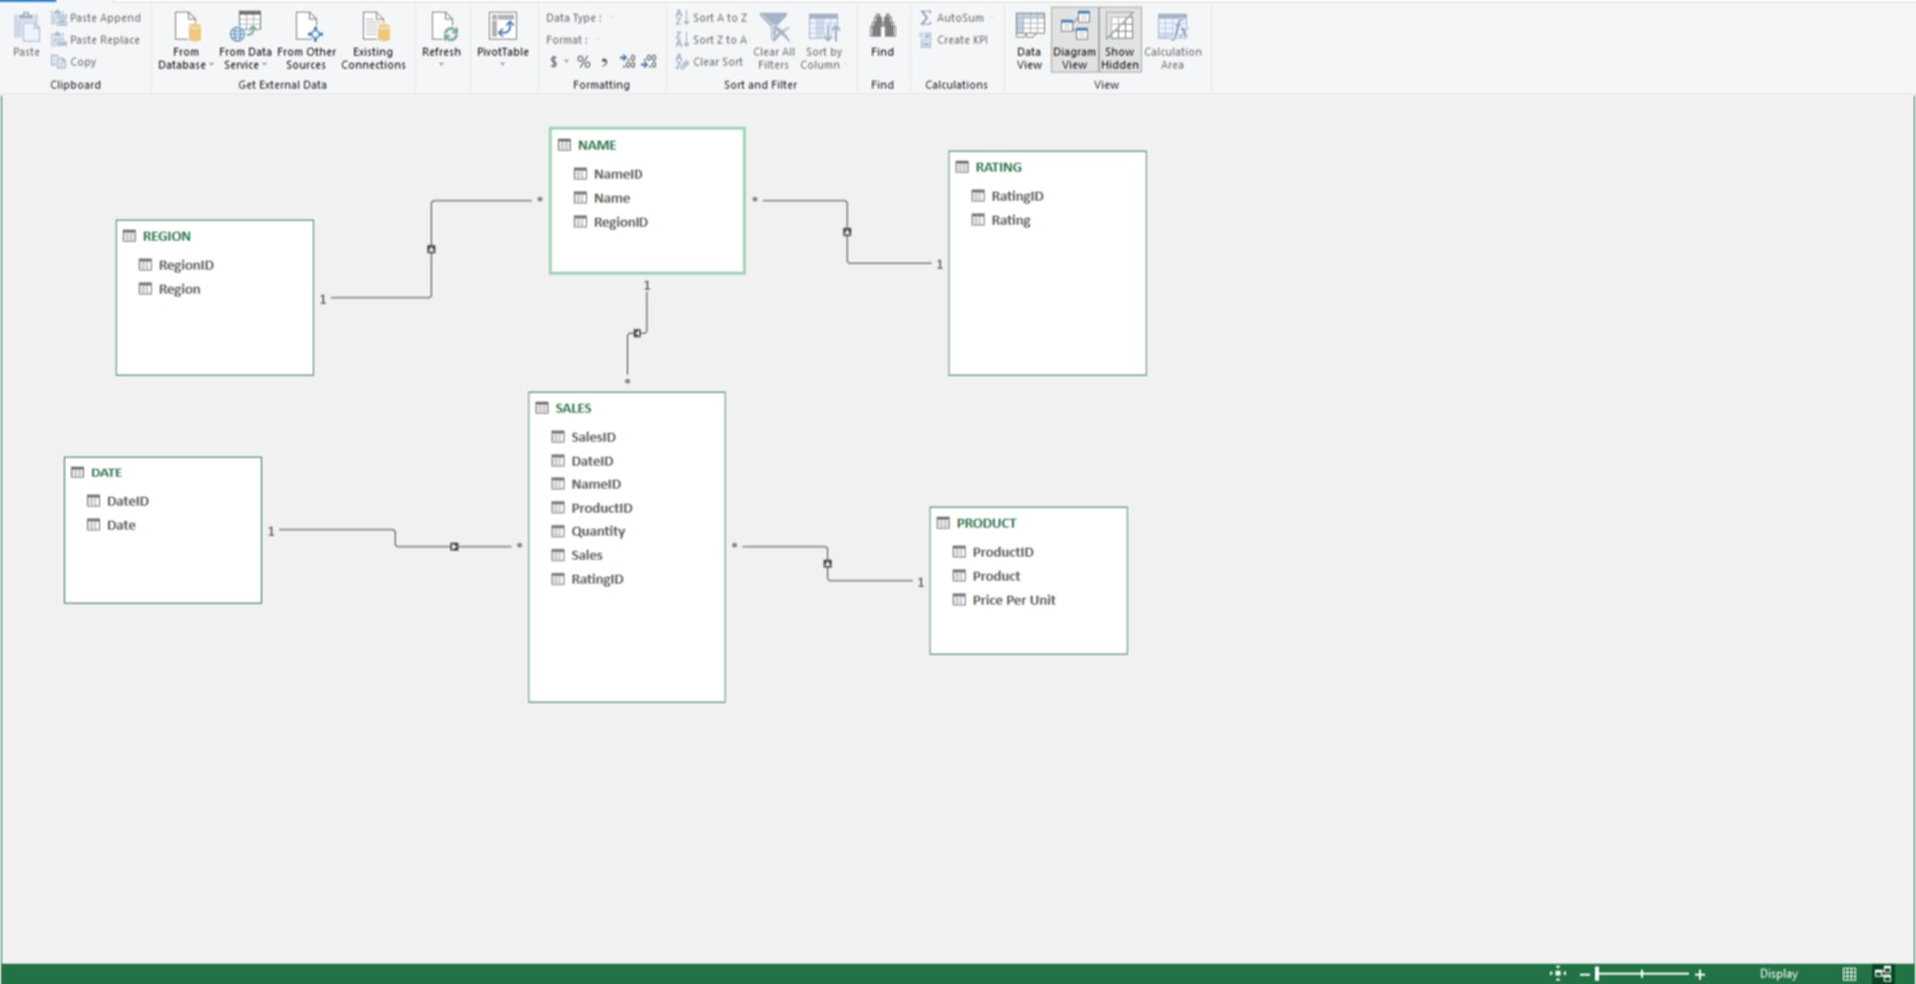 Paste
Paste Append
Paste Replace
Copy
Clipboard
From Database
From Data Service
From Other Sources
Existing Connections
Get External Data
Refresh
PivotTable
Data Type :
Format :
$ % ,
Formatting
Sort A to Z
Sort Z to A
Clear Sort
Clear All Filters
Sort by Column
Sort and Filter
Find
Find
AutoSum
Create KPI
Calculations
Data View
Diagram View
Show Hidden
Calculation Area
View
NAME
NameID
Name
RegionID
RATING
RatingID
Rating
REGION
RegionID
Region
* * 1 1 1 *
SALES
SalesID
DateID
NameID
ProductID
Quantity
Sales
RatingID
DATE
DateID
Date
1 * * 1
PRODUCT
ProductID
Product
Price Per Unit
Display